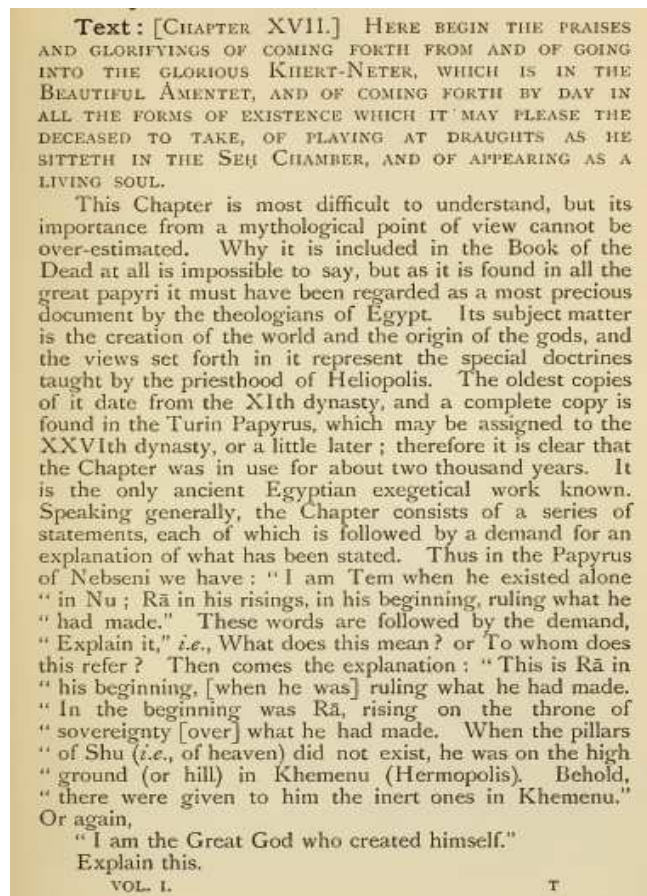 Text : [CHAPTER XVII.] HERE BEGIN THE PRAISES
AND GLORIFYINGS OF COMING FORTH FROM AND OF GOING
INTO THE GLORIOUS KHERT-NETER, WHICH IS IN THE
BEAUTIFUL AMENTET, AND OF COMING FORTH BY DAY IN
ALL THE FORMS OF EXISTENCE WHICH IT MAY PLEASE THE
DECEASED TO TAKE, OF PLAYING AT DRAUGHTS AS HE
SITTETH IN THE SEḤ CHAMBER, AND OF APPEARING AS A
LIVING SOUL.
This Chapter is most difficult to understand, but its
importance from a mythological point of view cannot be
over-estimated. Why it is included in the Book of the
Dead at all is impossible to say, but as it is found in all the
great papyri it must have been regarded as a most precious
document by the theologians of Egypt. Its subject matter
is the creation of the world and the origin of the gods, and
the views set forth in it represent the special doctrines
taught by the priesthood of Heliopolis. The oldest copies
of it date from the XIth dynasty, and a complete copy is
found in the Turin Papyrus, which may be assigned to the
XXVIth dynasty, or a little later ; therefore it is clear that
the Chapter was in use for about two thousand years. It
is the only ancient Egyptian exegetical work known.
Speaking generally, the Chapter consists of a series of
statements, each of which is followed by a demand for an
explanation of what has been stated. Thus in the Papyrus
of Nebseni we have : “ I am Tem when he existed alone
“ in Nu ; Rā in his risings, in his beginning, ruling what he
“ had made.” These words are followed by the demand,
“ Explain it,” i.e., What does this mean ? or To whom does
this refer ? Then comes the explanation : “ This is Rā in
“ his beginning, [when he was] ruling what he had made.
“ In the beginning was Rā, rising on the throne of
“ sovereignty [over] what he had made. When the pillars
“ of Shu (i.e., of heaven) did not exist, he was on the high
“ ground (or hill) in Khemenu (Hermopolis). Behold,
“ there were given to him the inert ones in Khemenu.”
Or again,
“ I am the Great God who created himself.”
Explain this.
VOL. I. T